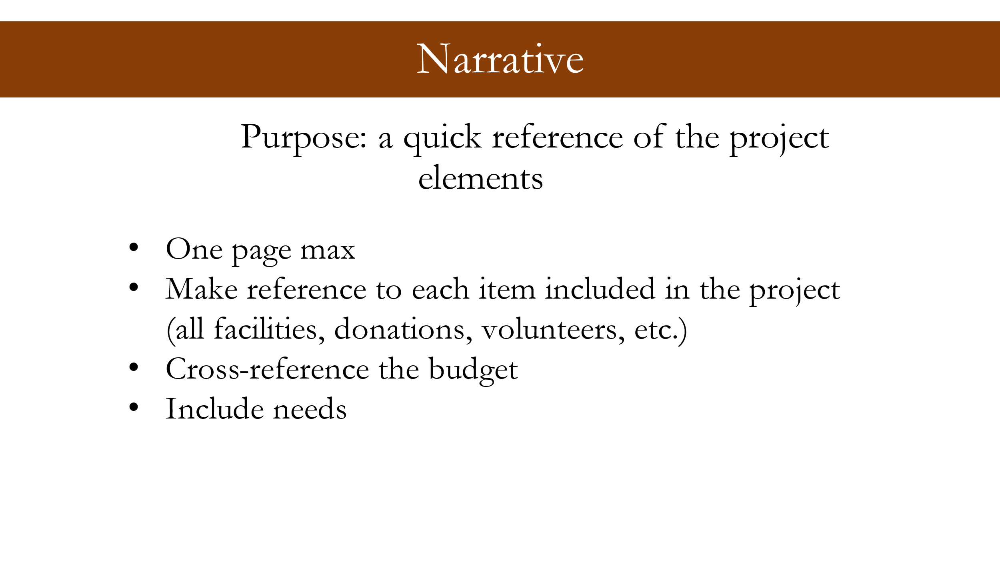 Narrative
Purpose: a quick reference of the project
elements
• One page max
• Make reference to each item included in the project
(all facilities, donations, volunteers, etc.)
• Cross-reference the budget
• Include needs